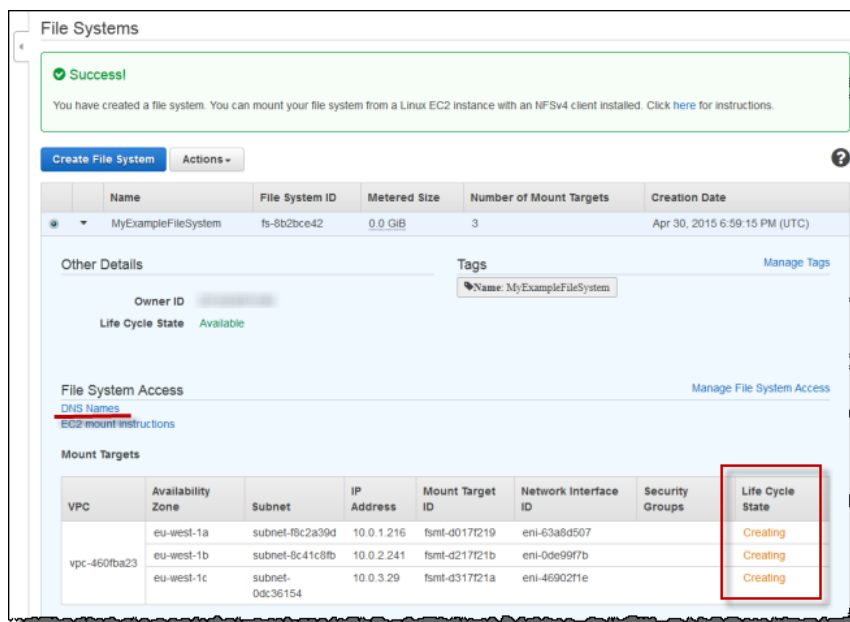 File Systems
Success!
You have created a file system. You can mount your file system from a Linux EC2 instance with an NFSv4 client installed. Click here for instructions.
Create File System Actions
Name File System ID Metered Size Number of Mount Targets Creation Date
MyExampleFileSystem fs-8b2bce42 0.0 GiB 3 Apr 30, 2015 6:59:15 PM (UTC)
Other Details Tags Manage Tags
Name: MyExampleFileSystem
Owner ID
Life Cycle State Available
File System Access Manage File System Access
DNS Names
EC2 mount instructions
Mount Targets
VPC Availability Zone Subnet IP Address Mount Target ID Network Interface ID Security Groups Life Cycle State
vpc-460fba23
eu-west-1a subnet-f8c2a39d 10.0.1.216 fsmt-d017f219 eni-63a8d507 Creating
eu-west-1b subnet-8c41c8fb 10.0.2.241 fsmt-d217f21b eni-0de99f7b Creating
eu-west-1c subnet-0dc36154 10.0.3.29 fsmt-d317f21a eni-46902f1e Creating